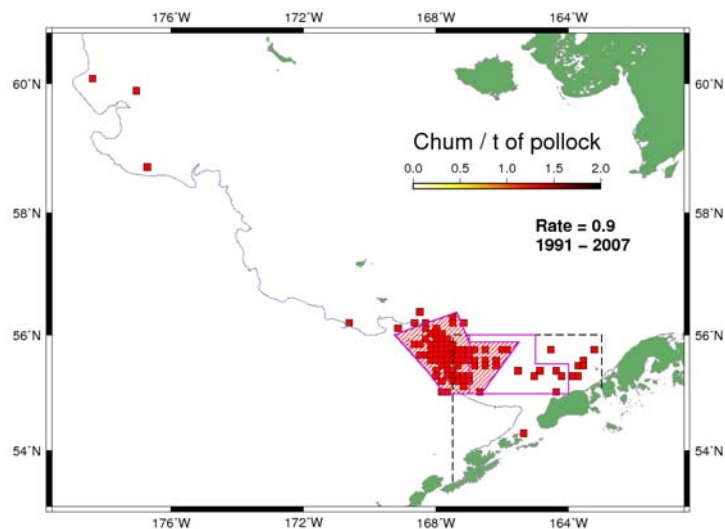 176˚W 172˚W 168˚W 164˚W
60˚N 60˚N
Chum / t of pollock
0.0 0.5 1.0 1.5 2.0
58˚N 58˚N
Rate = 0.9
1991 – 2007
56˚N 56˚N
54˚N 54˚N
176˚W 172˚W 168˚W 164˚W